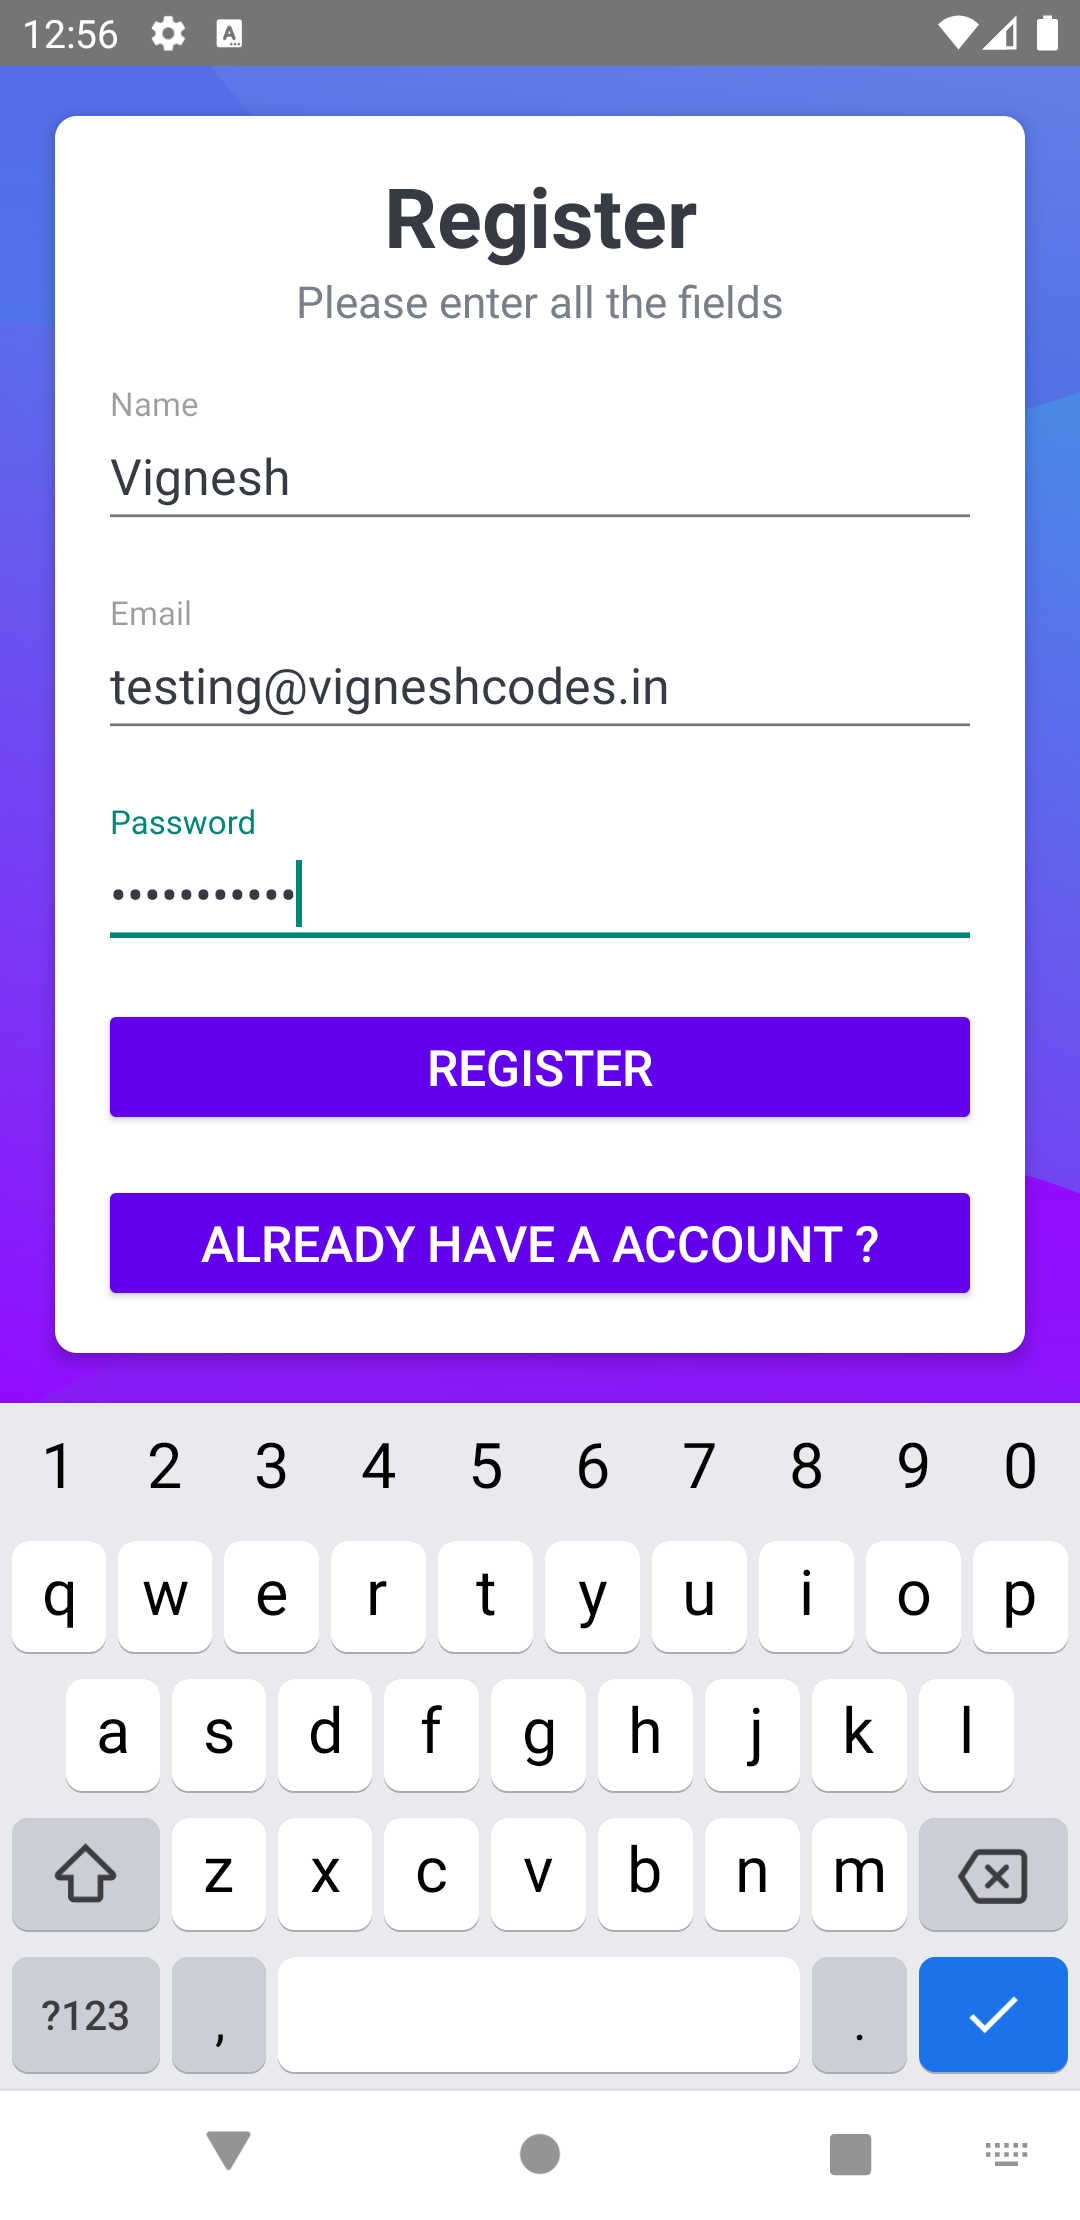 12:56
Register
Please enter all the fields
Name
Vignesh
Email
testing@vigneshcodes.in
Password
•••••••••••
REGISTER
ALREADY HAVE A ACCOUNT ?
1 2 3 4 5 6 7 8 9 0
q w e r t y u i o p
a s d f g h j k l
z x c v b n m
?123 , .